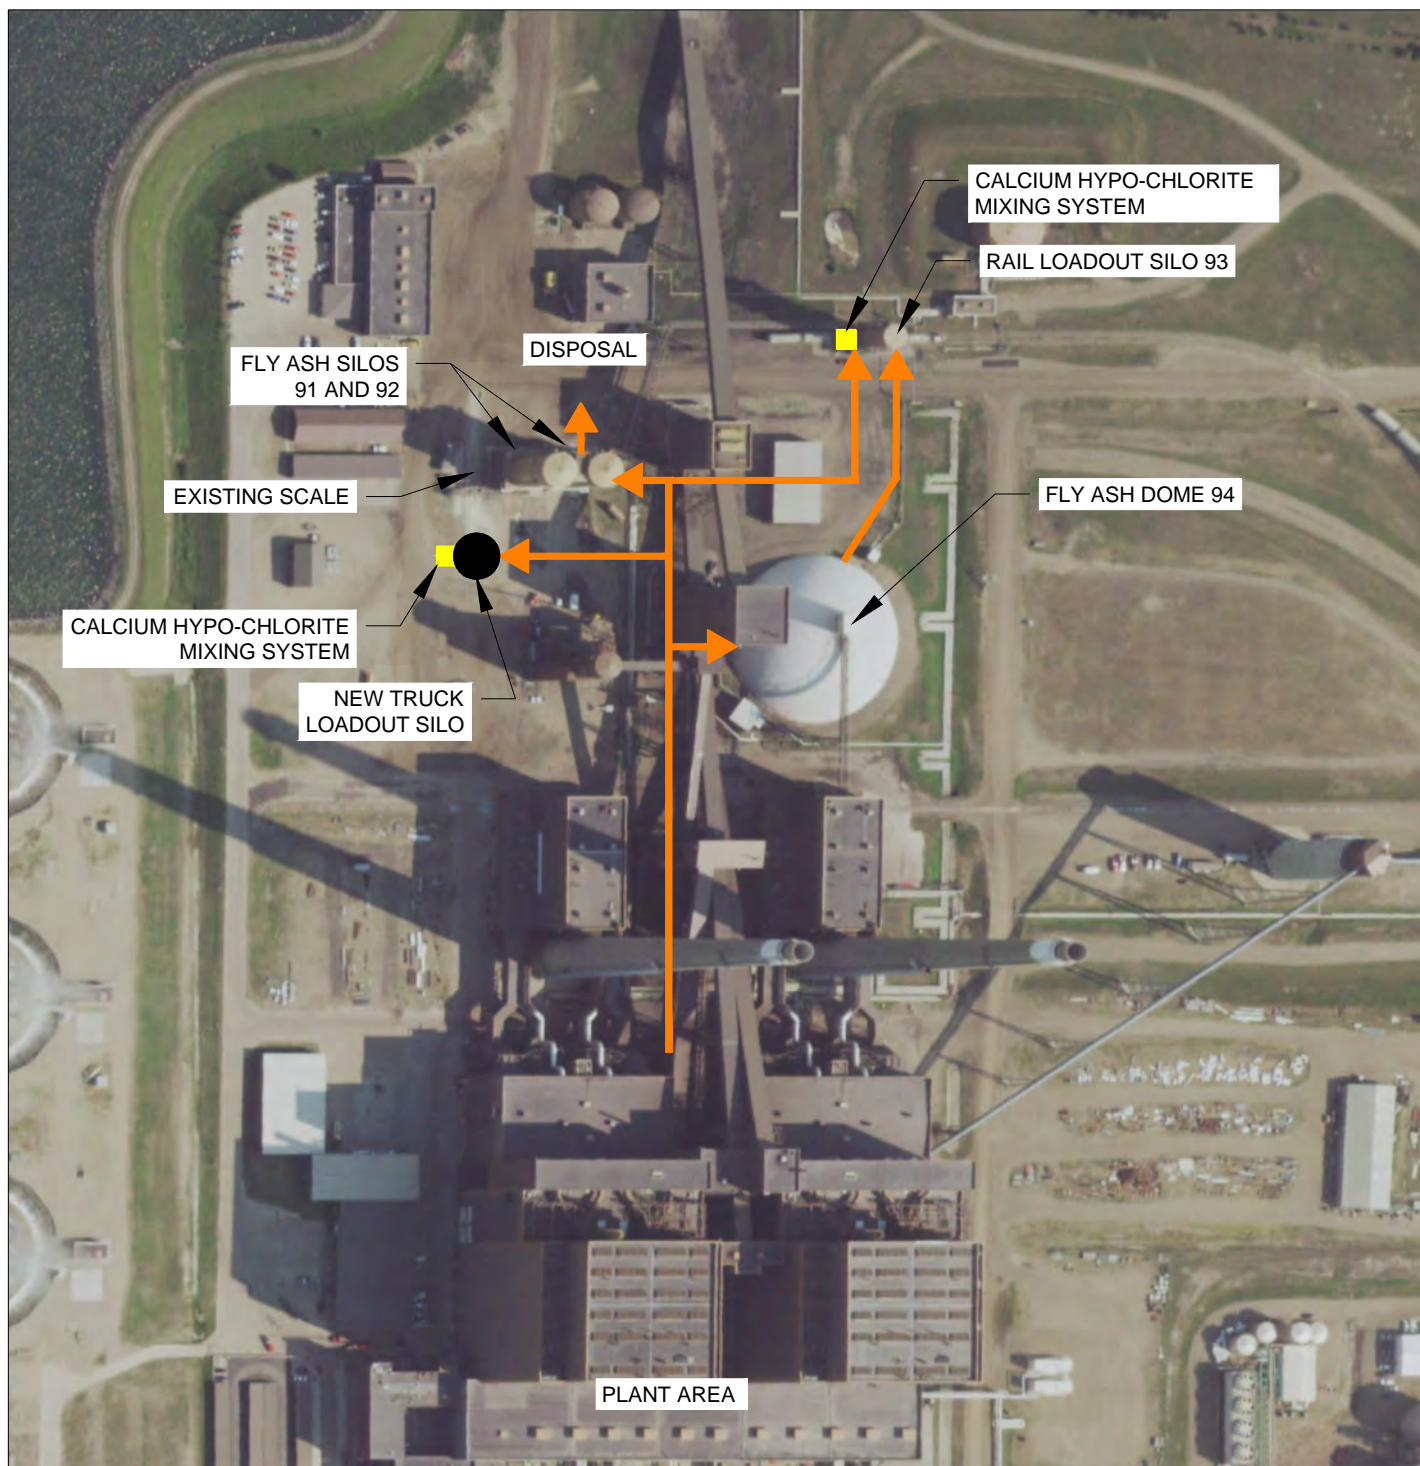 CALCIUM HYPO-CHLORITE
MIXING SYSTEM
RAIL LOADOUT SILO 93
DISPOSAL
FLY ASH SILOS
91 AND 92
EXISTING SCALE
FLY ASH DOME 94
CALCIUM HYPO-CHLORITE
MIXING SYSTEM
NEW TRUCK
LOADOUT SILO
PLANT AREA